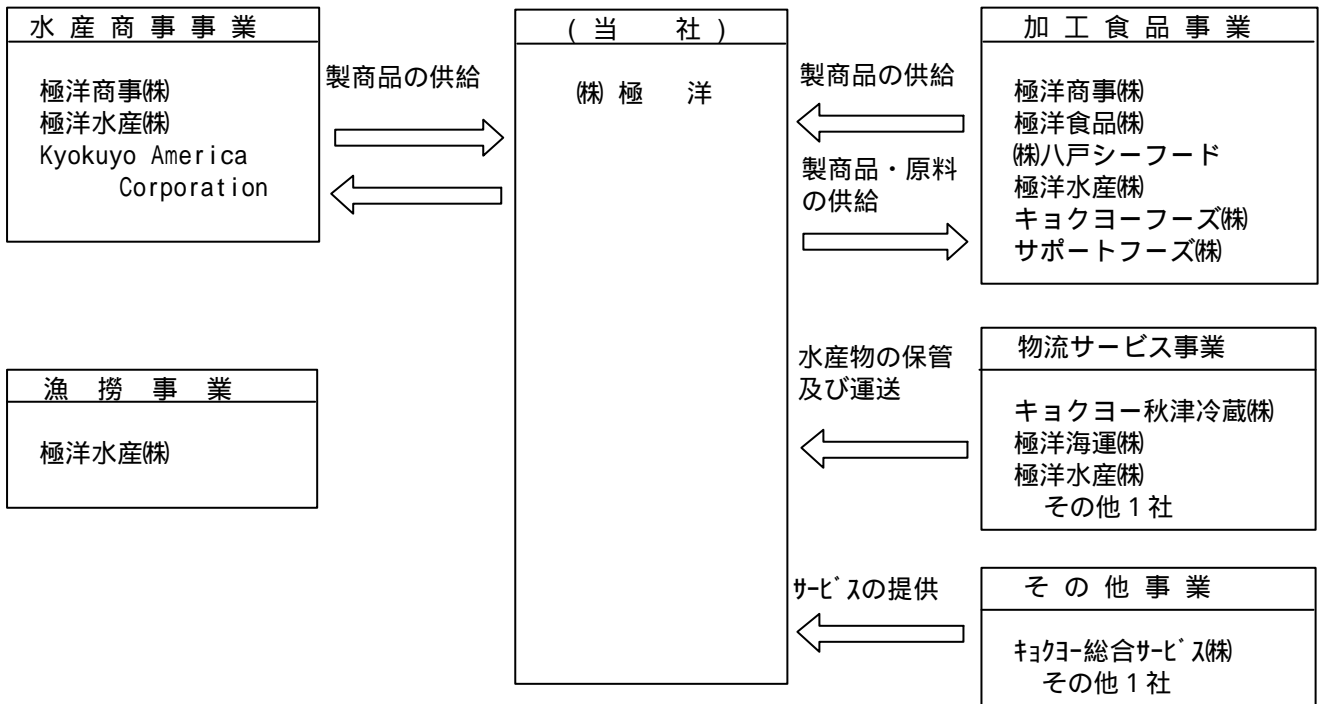 水産商事事業
極洋商事㈱
極洋水産㈱
Kyokuyo America
Corporation
製商品の供給
漁撈事業
極洋水産㈱
(当 社)
㈱極 洋
製商品の供給
製商品・原料
の供給
水産物の保管
及び運送
ｻｰﾋﾞｽの提供
加工食品事業
極洋商事㈱
極洋食品㈱
㈱八戸シーフード
極洋水産㈱
キョクヨーフーズ㈱
サポートフーズ㈱
物流サービス事業
キョクヨー秋津冷蔵㈱
極洋海運㈱
極洋水産㈱
その他1社
その他事業
ｷｮｸﾖｰ総合ｻｰﾋﾞｽ㈱
その他1社